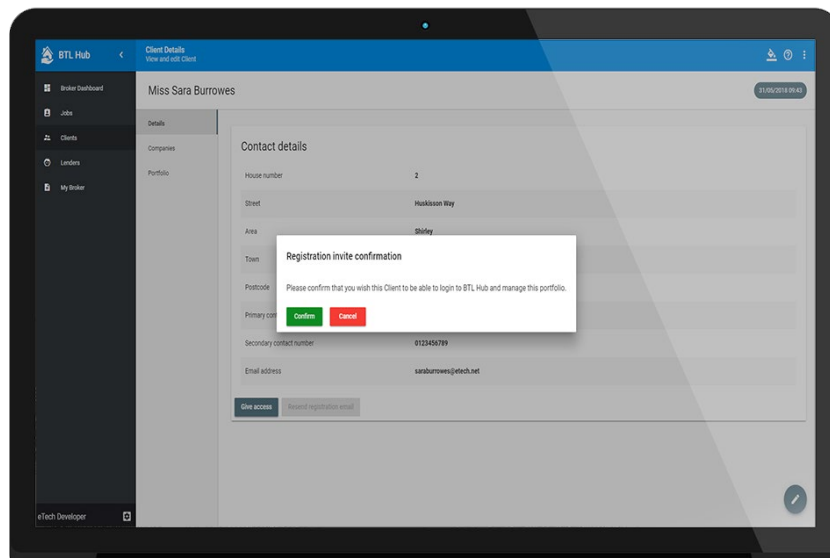 BTL Hub
Client Details
View and edit Client
Broker Dashboard
Jobs
Clients
Lenders
My Broker
eTech Developer
Miss Sara Burrowes
31/05/2018 09:43
Details
Companies
Portfolio
Contact details
House number 2
Street Huskisson Way
Area Shirley
Town
Postcode
Primary con
Secondary contact number 0123456789
Email address saraburrowes@etech.net
Give access Resend registration email
Registration invite confirmation
Please confirm that you wish this Client to be able to login to BTL Hub and manage this portfolio.
Confirm Cancel